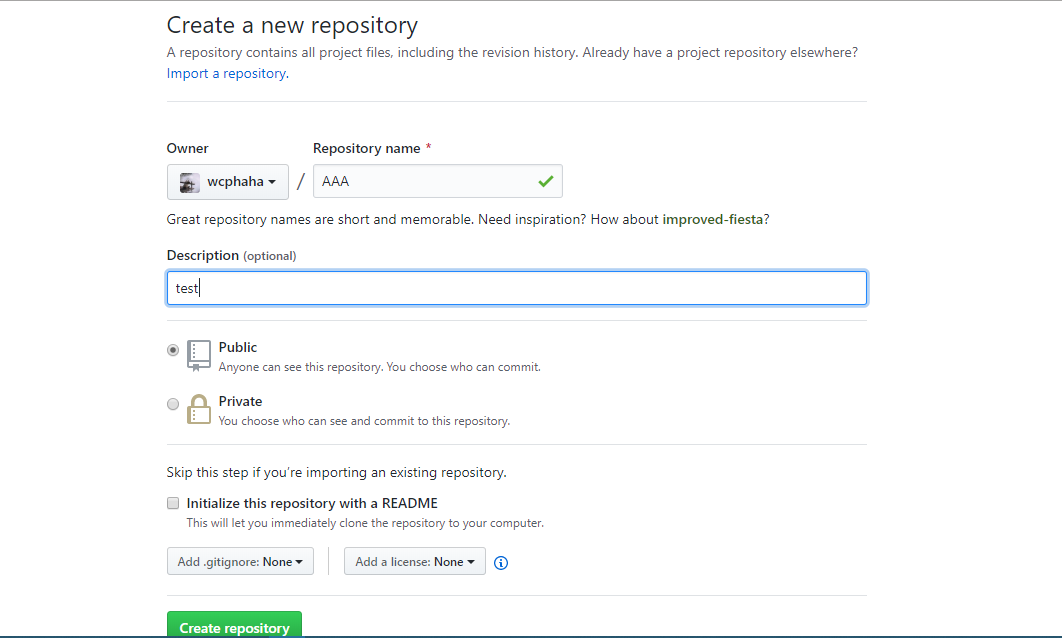 Create a new repository
A repository contains all project files, including the revision history. Already have a project repository elsewhere?
Import a repository.
Owner
Repository name *
wcphaha / AAA
Great repository names are short and memorable. Need inspiration? How about improved-fiesta?
Description (optional)
test
Public
Anyone can see this repository. You choose who can commit.
Private
You choose who can see and commit to this repository.
Skip this step if you’re importing an existing repository.
Initialize this repository with a README
This will let you immediately clone the repository to your computer.
Add .gitignore: None
Add a license: None
Create repository